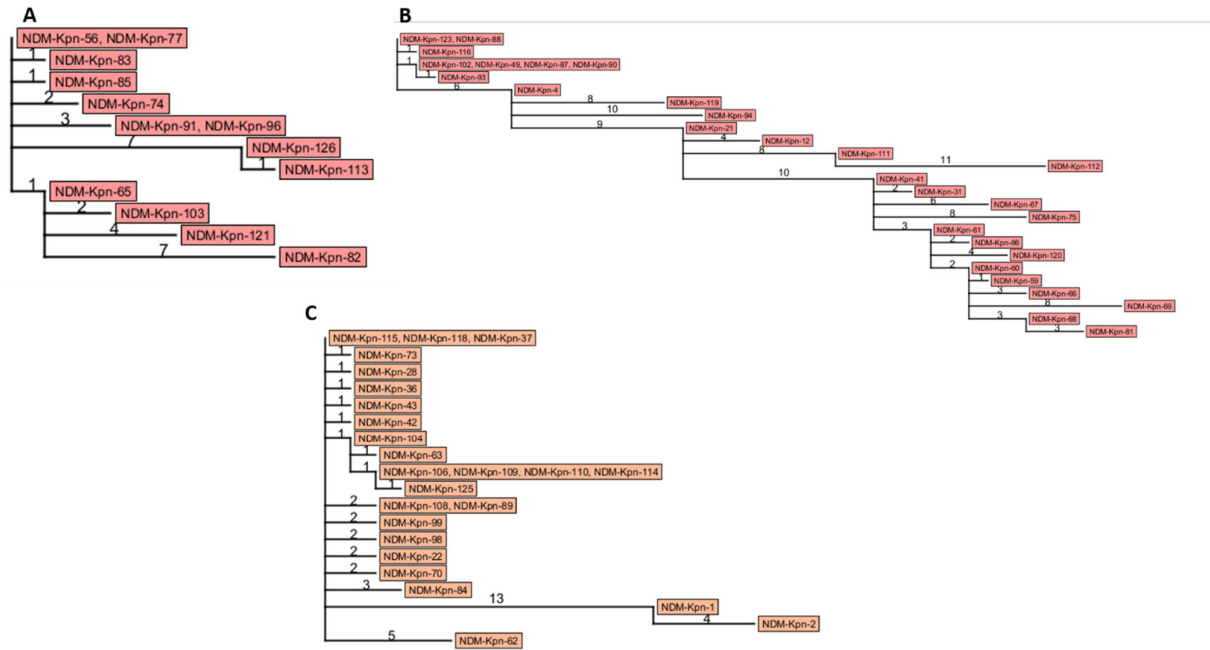 A
NDM-Kpn-56, NDM-Kpn-77
1
NDM-Kpn-83
1
NDM-Kpn-85
2
NDM-Kpn-74
3
NDM-Kpn-91, NDM-Kpn-96
7
NDM-Kpn-126
1
NDM-Kpn-113
1
NDM-Kpn-65
2
NDM-Kpn-103
4
NDM-Kpn-121
7
NDM-Kpn-82
B
NDM-Kpn-123, NDM-Kpn-88
1
NDM-Kpn-116
1
NDM-Kpn-102, NDM-Kpn-49, NDM-Kpn-87, NDM-Kpn-90
1
NDM-Kpn-93
6
NDM-Kpn-4
8
NDM-Kpn-119
10
NDM-Kpn-94
9
NDM-Kpn-21
4
NDM-Kpn-12
8
NDM-Kpn-111
11
NDM-Kpn-112
10
NDM-Kpn-41
2
NDM-Kpn-31
6
NDM-Kpn-67
8
NDM-Kpn-75
3
NDM-Kpn-61
2
NDM-Kpn-86
4
NDM-Kpn-120
2
NDM-Kpn-60
1
NDM-Kpn-59
3
NDM-Kpn-66
8
NDM-Kpn-69
3
NDM-Kpn-68
3
NDM-Kpn-81
C
NDM-Kpn-115, NDM-Kpn-118, NDM-Kpn-37
1
NDM-Kpn-73
1
NDM-Kpn-28
1
NDM-Kpn-36
1
NDM-Kpn-43
1
NDM-Kpn-42
1
NDM-Kpn-104
1
NDM-Kpn-63
1
NDM-Kpn-106, NDM-Kpn-109, NDM-Kpn-110, NDM-Kpn-114
1
NDM-Kpn-125
2
NDM-Kpn-108, NDM-Kpn-89
2
NDM-Kpn-99
2
NDM-Kpn-98
2
NDM-Kpn-22
2
NDM-Kpn-70
3
NDM-Kpn-84
13
NDM-Kpn-1
4
NDM-Kpn-2
5
NDM-Kpn-62